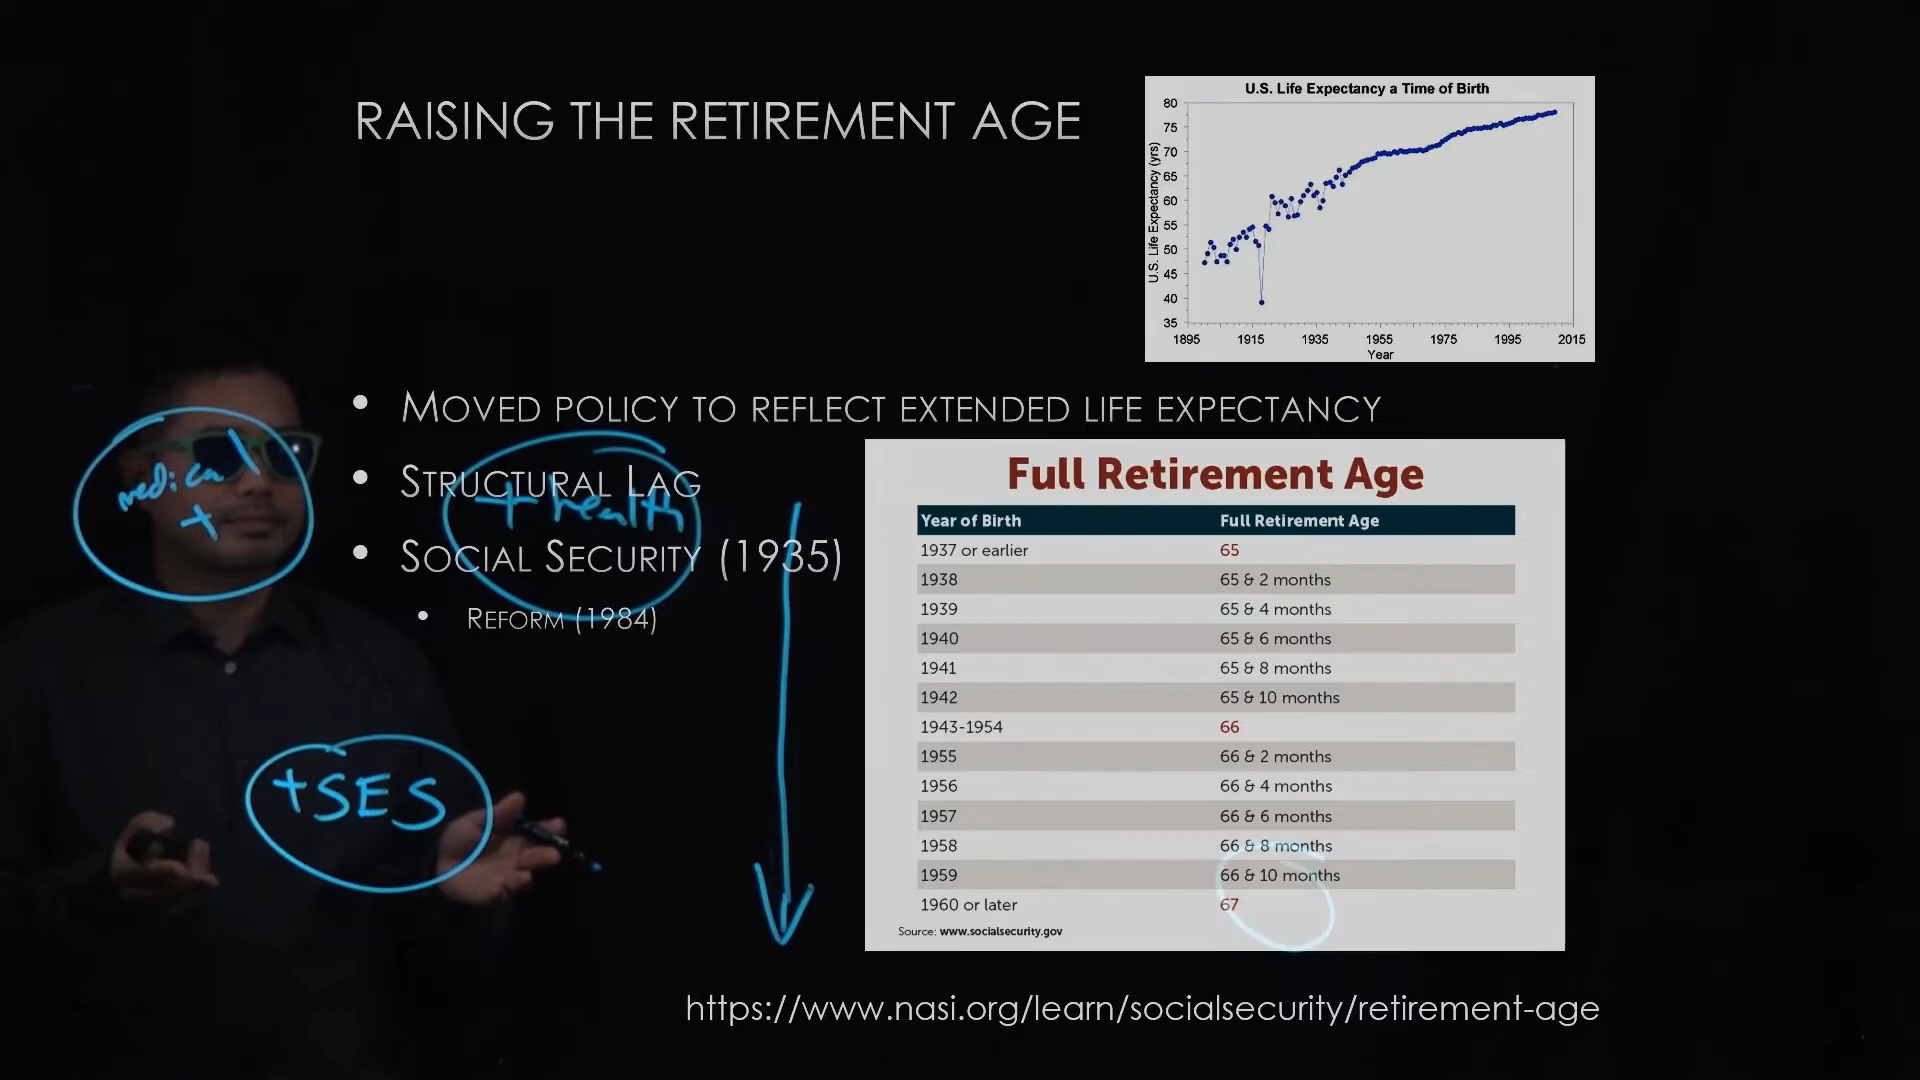 RAISING THE RETIREMENT AGE
U.S. Life Expectancy a Time of Birth
U.S. Life Expectancy (yrs)
80
75
70
65
60
55
50
45
40
35
1895 1915 1935 1955 1975 1995 2015
Year
• MOVED POLICY TO REFLECT EXTENDED LIFE EXPECTANCY
• STRUCTURAL LAG
• SOCIAL SECURITY (1935)
• REFORM (1984)
medical
+
+ health
+SES
Full Retirement Age
Year of Birth Full Retirement Age
1937 or earlier 65
1938 65 & 2 months
1939 65 & 4 months
1940 65 & 6 months
1941 65 & 8 months
1942 65 & 10 months
1943-1954 66
1955 66 & 2 months
1956 66 & 4 months
1957 66 & 6 months
1958 66 & 8 months
1959 66 & 10 months
1960 or later 67
Source: www.socialsecurity.gov
https://www.nasi.org/learn/socialsecurity/retirement-age